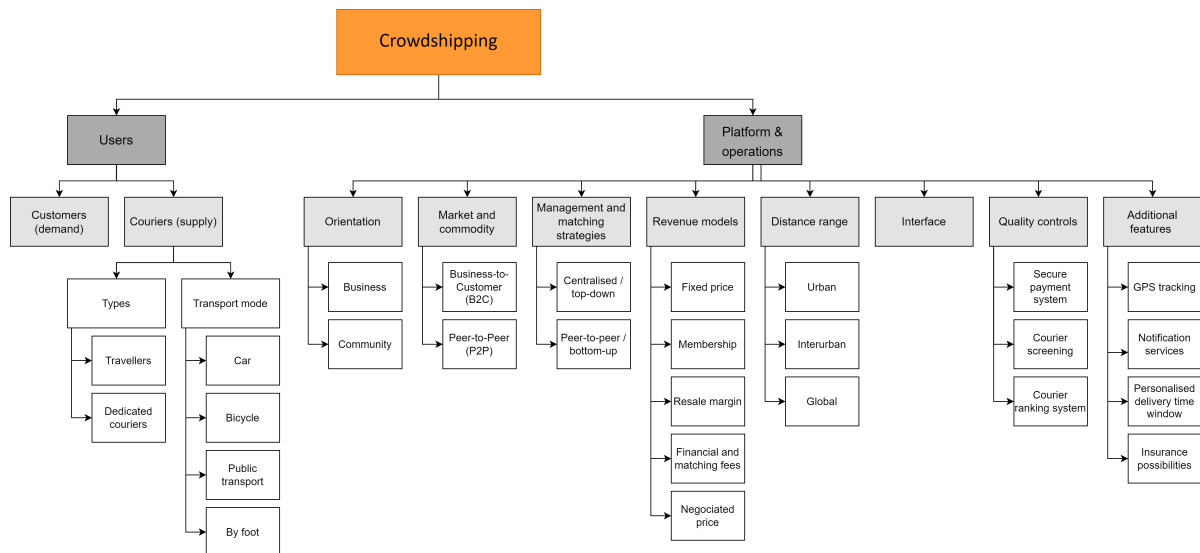 Crowdshipping
Users
Platform &
operations
Customers
(demand)
Couriers (supply)
Orientation
Market and
commodity
Management and
matching
strategies
Revenue models
Distance range
Interface
Quality controls
Additional
features
Types
Transport mode
Travellers
Dedicated
couriers
Car
Bicycle
Public
transport
By foot
Business
Community
Business-to-
Customer
(B2C)
Peer-to-Peer
(P2P)
Centralised /
top-down
Peer-to-peer /
bottom-up
Fixed price
Membership
Resale margin
Financial and
matching fees
Negociated
price
Urban
Interurban
Global
Secure
payment
system
Courier
screening
Courier
ranking system
GPS tracking
Notification
services
Personalised
delivery time
window
Insurance
possibilities